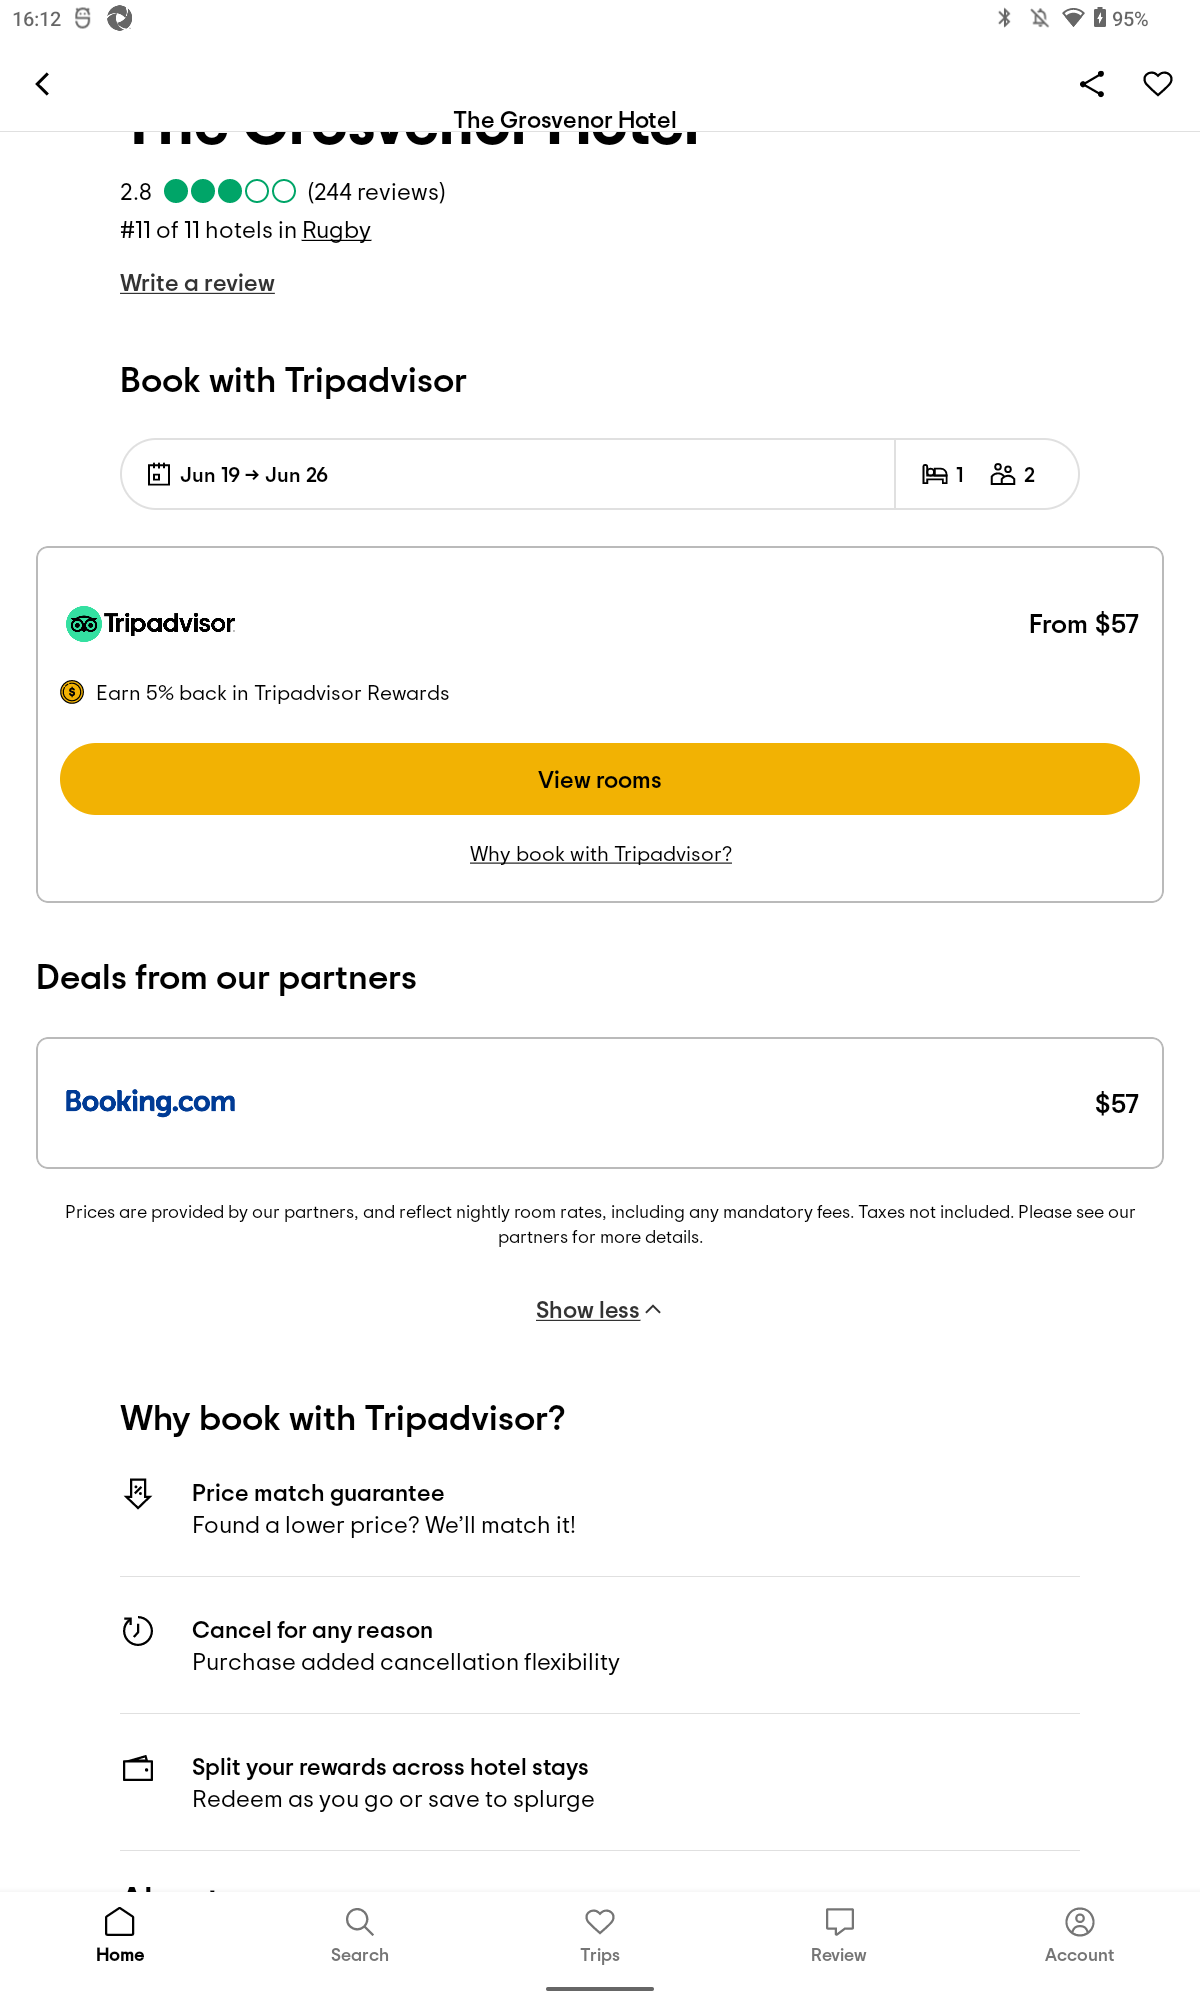 16:12
95%
The Grosvenor Hotel
The Grosvenor Hotel
2.8 (244 reviews)
#11 of 11 hotels in Rugby
Write a review
Book with Tripadvisor
Jun 19 → Jun 26
1
2
Tripadvisor
From $57
Earn 5% back in Tripadvisor Rewards
View rooms
Why book with Tripadvisor?
Deals from our partners
Booking.com
$57
Prices are provided by our partners, and reflect nightly room rates, including any mandatory fees. Taxes not included. Please see our
partners for more details.
Show less
Why book with Tripadvisor?
Price match guarantee
Found a lower price? We'll match it!
Cancel for any reason
Purchase added cancellation flexibility
Split your rewards across hotel stays
Redeem as you go or save to splurge
Home
Search
Trips
Review
Account